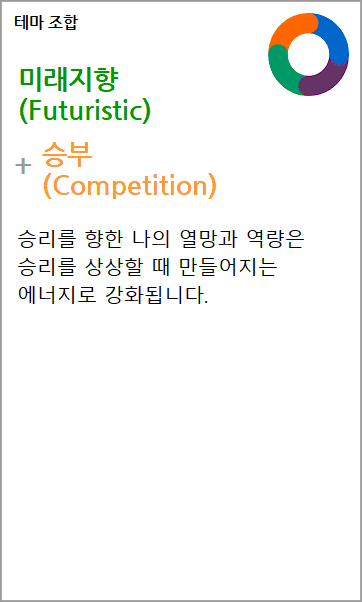 테마 조합
미래지향
(Futuristic)
+ 승부
(Competition)
승리를 향한 나의 열망과 역량은
승리를 상상할 때 만들어지는
에너지로 강화됩니다.